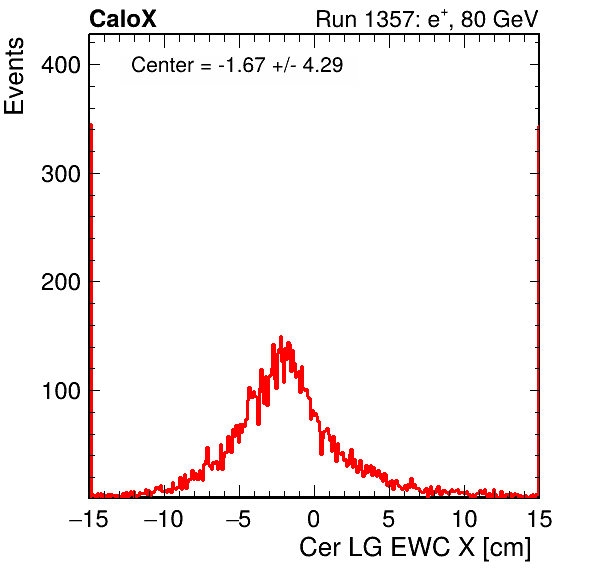 CaloX Run 1357: e⁺, 80 GeV
Center = -1.67 +/- 4.29
Events
400
300
200
100
−15 −10 −5 0 5 10 15
Cer LG EWC X [cm]